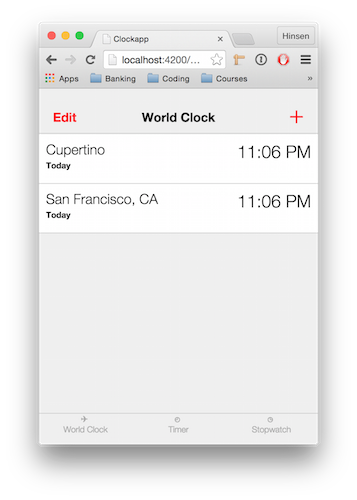 Clockapp
Hinsen
localhost:4200/...
Apps Banking Coding Courses »
Edit World Clock +
Cupertino 11:06 PM
Today
San Francisco, CA 11:06 PM
Today
World Clock Timer Stopwatch